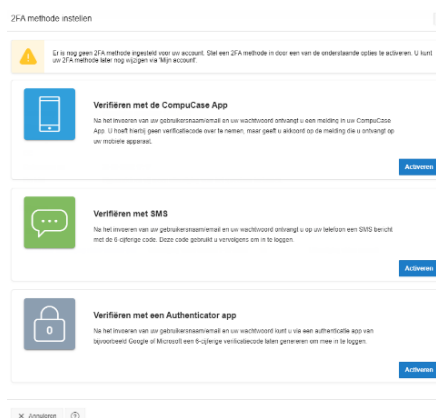 2FA methode instellen
Er is nog geen 2FA methode ingesteld voor uw account. Stel een 2FA methode in door een van de onderstaande opties te activeren. U kunt
uw 2FA methode later nog wijzigen via 'Mijn account'.
Verifiëren met de CompuCase App
Na het invoeren van uw gebruikersnaam/email en uw wachtwoord ontvangt u een melding in uw CompuCase
App. U hoeft hierbij geen verificatiecode over te nemen, maar geeft u akkoord op de melding die u ontvangt op
uw mobiele apparaat.
Activeren
Verifiëren met SMS
Na het invoeren van uw gebruikersnaam/email en uw wachtwoord ontvangt u op uw telefoon een SMS bericht
met de 6-cijferige code. Deze code gebruikt u vervolgens om in te loggen.
Activeren
Verifiëren met een Authenticator app
Na het invoeren van uw gebruikersnaam/email en uw wachtwoord kunt u via een authenticatie app van
bijvoorbeeld Google of Microsoft een 6-cijferige verificatiecode laten genereren om mee in te loggen.
0
Activeren
× Annuleren ?